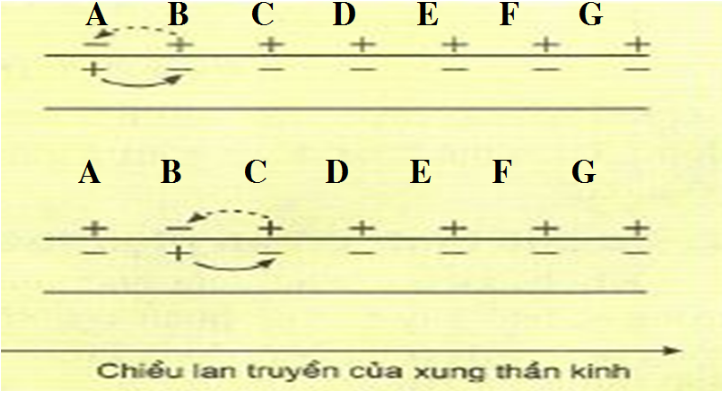 A B C D E F G
− + + + + + +
+ − − − − − −
A B C D E F G
+ − + + + + +
− + − − − − −
Chiều lan truyền của xung thần kinh